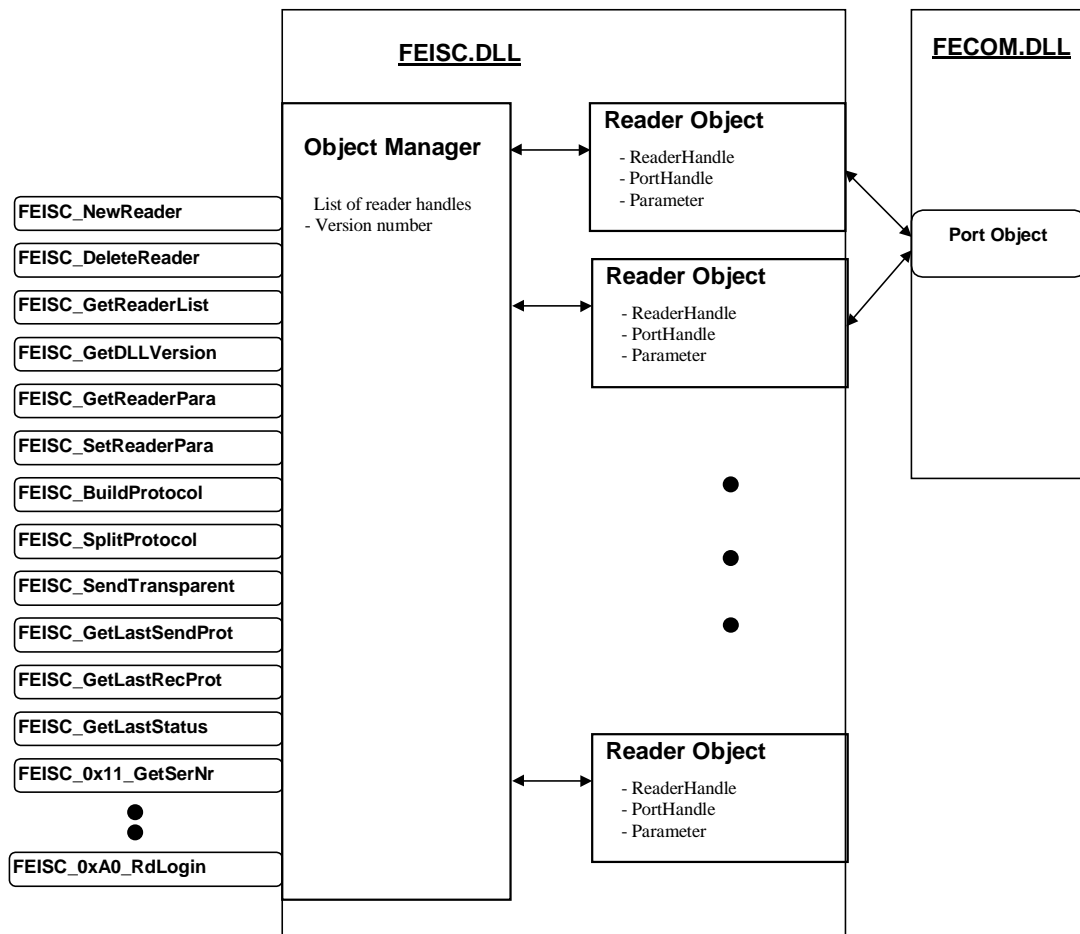 FEISC.DLL
FECOM.DLL
Object Manager
List of reader handles
- Version number
FEISC_NewReader
FEISC_DeleteReader
FEISC_GetReaderList
FEISC_GetDLLVersion
FEISC_GetReaderPara
FEISC_SetReaderPara
FEISC_BuildProtocol
FEISC_SplitProtocol
FEISC_SendTransparent
FEISC_GetLastSendProt
FEISC_GetLastRecProt
FEISC_GetLastStatus
FEISC_0x11_GetSerNr
FEISC_0xA0_RdLogin
Reader Object
- ReaderHandle
- PortHandle
- Parameter
Reader Object
- ReaderHandle
- PortHandle
- Parameter
Reader Object
- ReaderHandle
- PortHandle
- Parameter
Port Object